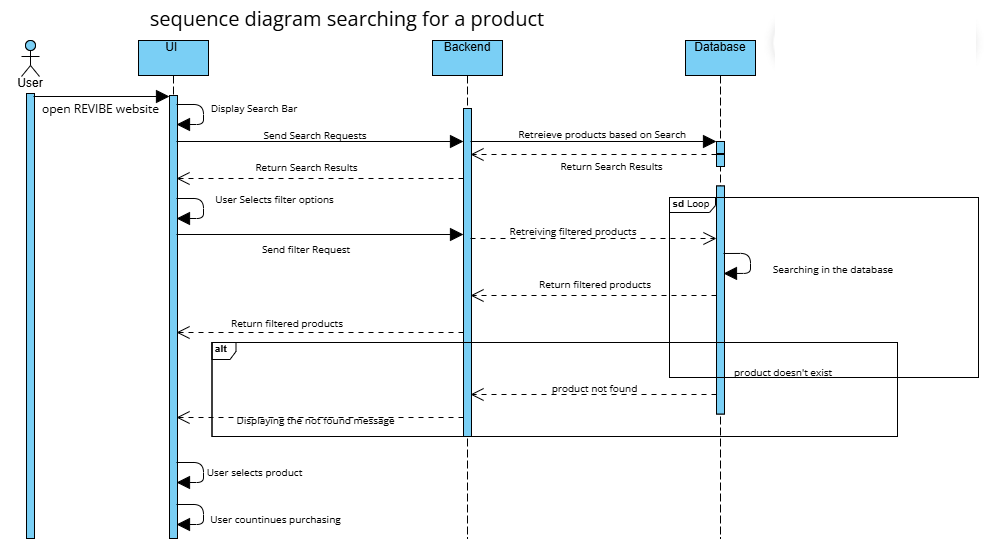 sequence diagram searching for a product
UI
Backend
Database
User
open REVIBE website
Display Search Bar
Send Search Requests
Retreieve products based on Search
Return Search Results
Return Search Results
User Selects filter options
sd Loop
Retreiving filtered products
Send filter Request
Searching in the database
Return filtered products
Return filtered products
alt
product doesn't exist
product not found
Displaying the not found message
User selects product
User countinues purchasing